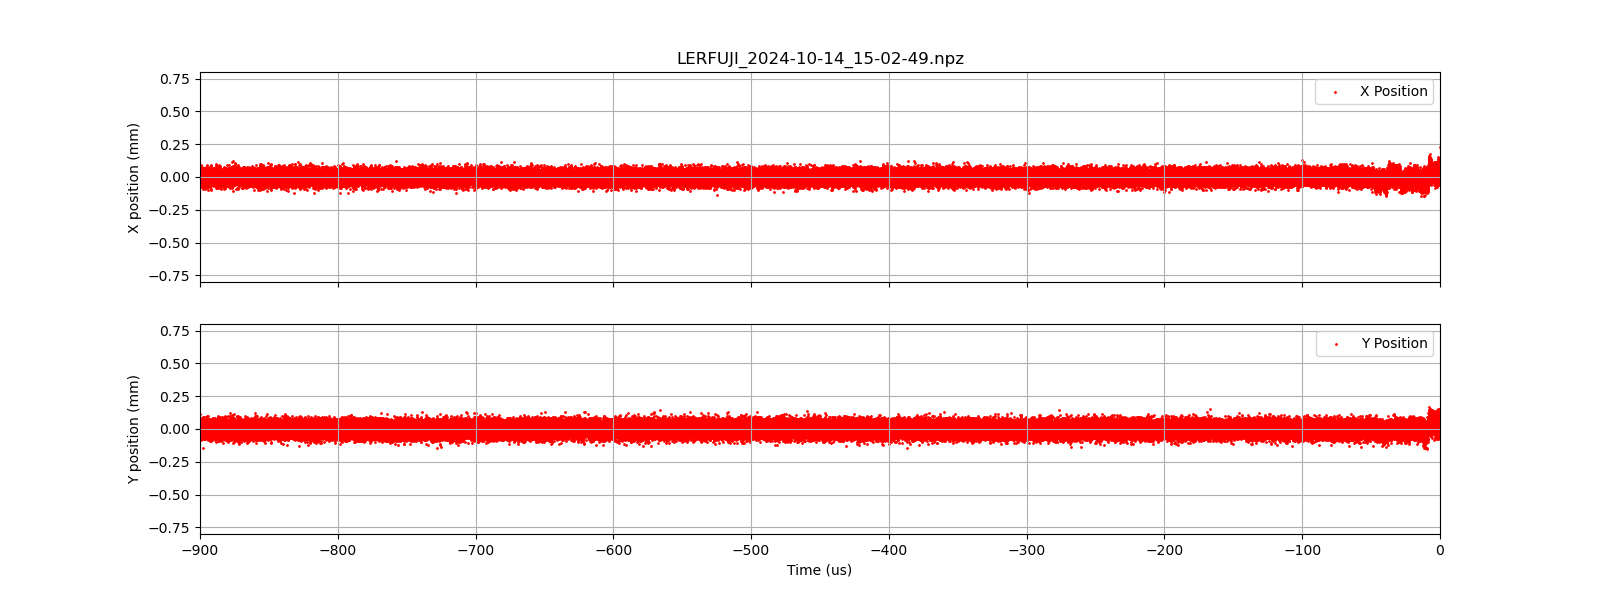 LERFUJI_2024-10-14_15-02-49.npz
0.75
0.50
0.25
0.00
−0.25
−0.50
−0.75
X position (mm)
X Position
0.75
0.50
0.25
0.00
−0.25
−0.50
−0.75
Y position (mm)
Y Position
−900 −800 −700 −600 −500 −400 −300 −200 −100 0
Time (us)